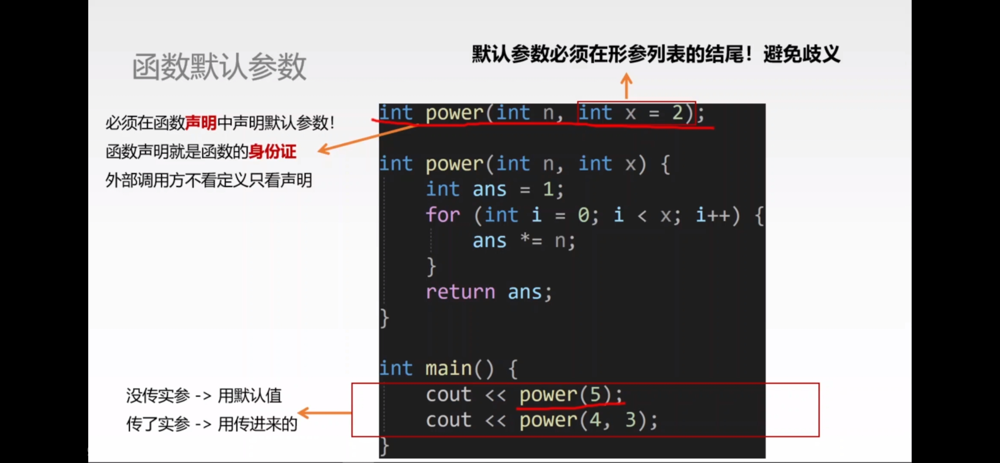 函数默认参数
默认参数必须在形参列表的结尾！避免歧义
必须在函数声明中声明默认参数！
函数声明就是函数的身份证
外部调用方不看定义只看声明
int power(int n, int x = 2);
int power(int n, int x) {
int ans = 1;
for (int i = 0; i < x; i++) {
ans *= n;
}
return ans;
}
int main() {
cout << power(5);
cout << power(4, 3);
}
没传实参 -> 用默认值
传了实参 -> 用传进来的